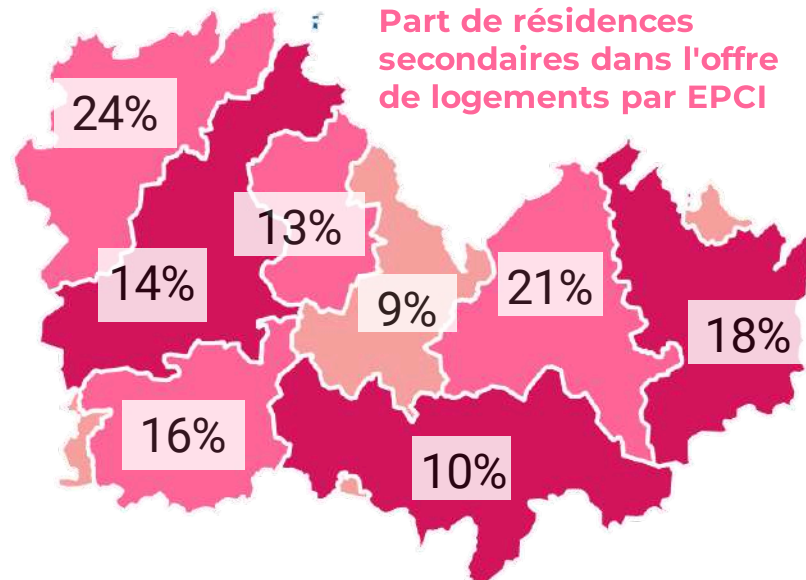 Part de résidences
secondaires dans l'offre
de logements par EPCI
24%
13%
14%
9%
21%
18%
16%
10%